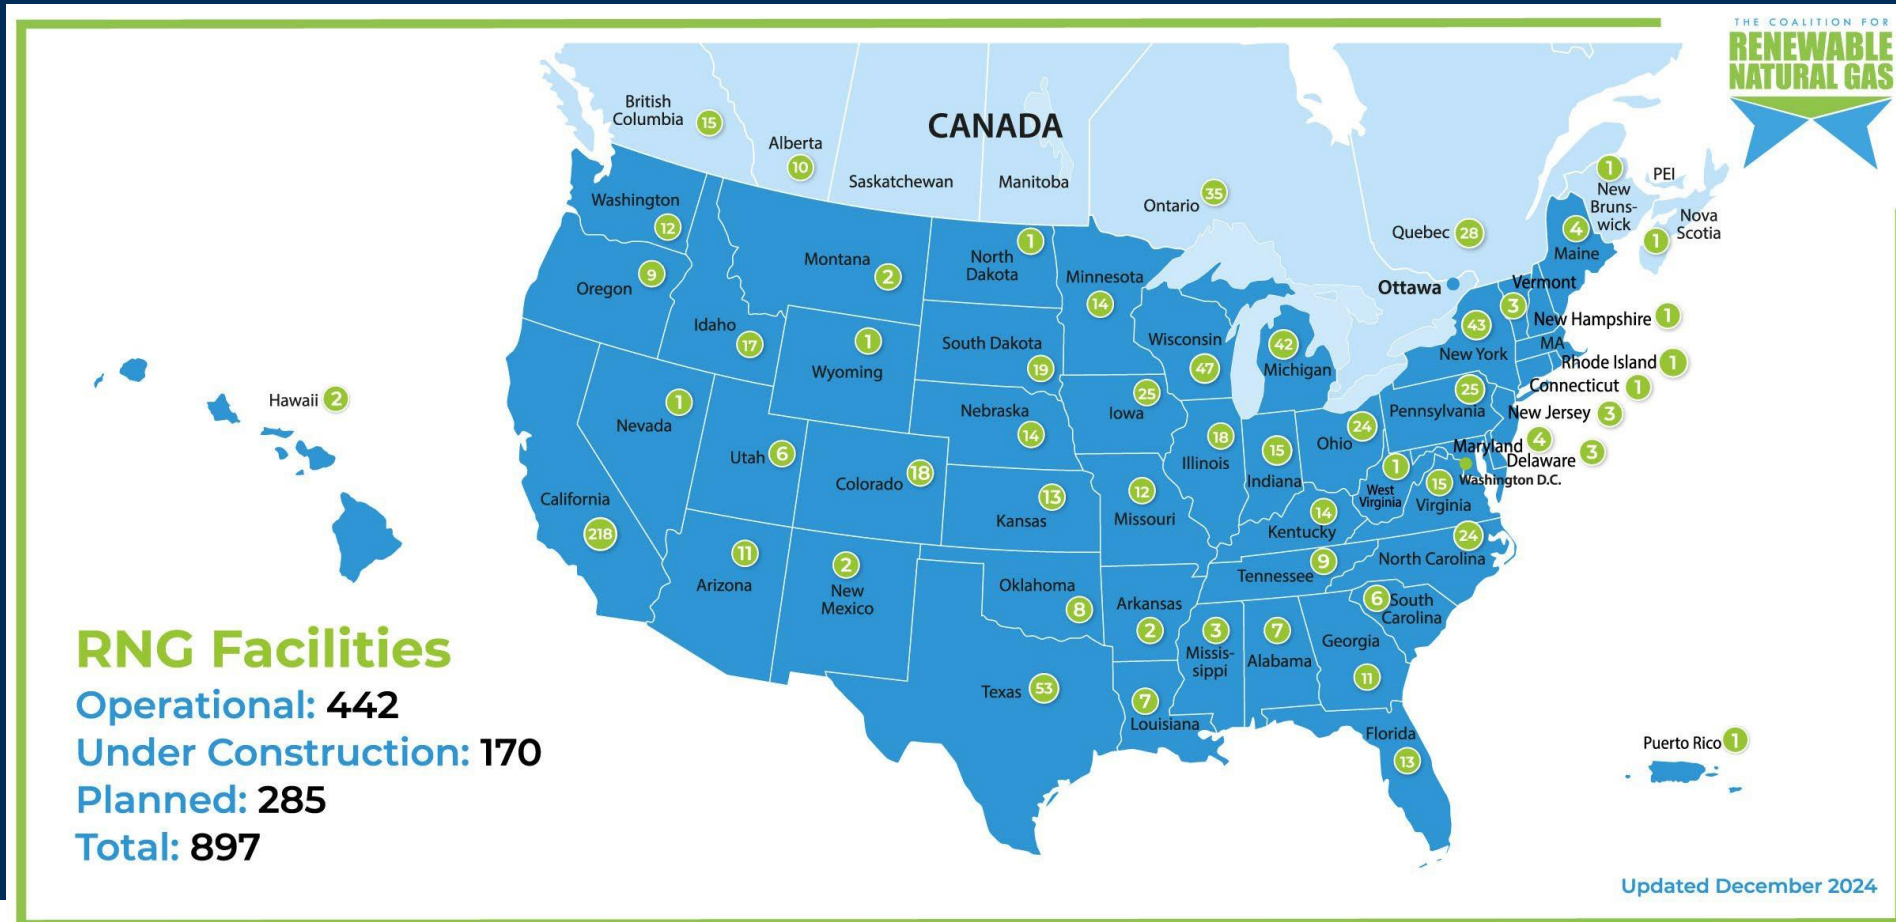 THE COALITION FOR
RENEWABLE
NATURAL GAS
CANADA
British
Columbia
15
Alberta
10
Saskatchewan
Manitoba
Ontario
35
Quebec
28
Ottawa
1
New
Bruns-
wick
PEI
Nova
Scotia
1
Washington
12
Oregon
9
Idaho
17
Montana
2
Wyoming
1
North
Dakota
1
South Dakota
19
Nebraska
14
Minnesota
14
Wisconsin
47
Michigan
42
Iowa
25
Maine
4
Vermont
3
New Hampshire
1
New York
43
MA
Rhode Island
1
Connecticut
1
Pennsylvania
25
New Jersey
3
Maryland
4
Delaware
3
Washington D.C.
Hawaii
2
California
218
Nevada
1
Utah
6
Colorado
18
Kansas
13
Missouri
12
Illinois
18
Indiana
15
Ohio
24
West
Virginia
1
Virginia
15
Kentucky
14
Tennessee
9
North Carolina
24
South
Carolina
6
Arizona
11
New
Mexico
2
Oklahoma
8
Arkansas
2
Texas
53
Louisiana
7
Missis-
sippi
3
Alabama
7
Georgia
11
Florida
13
Puerto Rico
1
RNG Facilities
Operational: 442
Under Construction: 170
Planned: 285
Total: 897
Updated December 2024